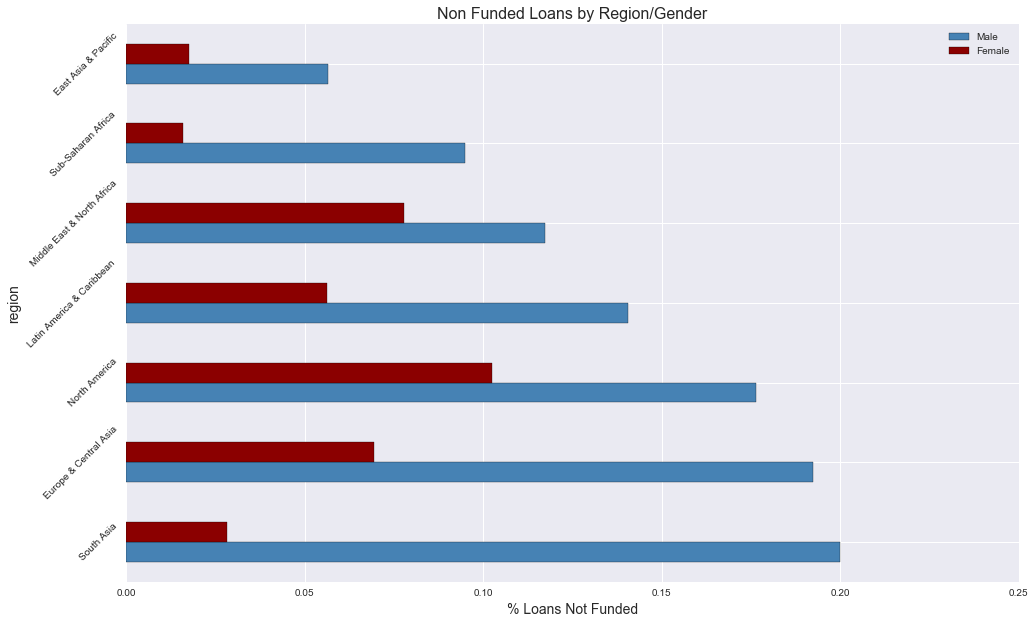 Non Funded Loans by Region/Gender
Male
Female
East Asia & Pacific
Sub-Saharan Africa
Middle East & North Africa
Latin America & Caribbean
North America
Europe & Central Asia
South Asia
region
0.00 0.05 0.10 0.15 0.20 0.25
% Loans Not Funded